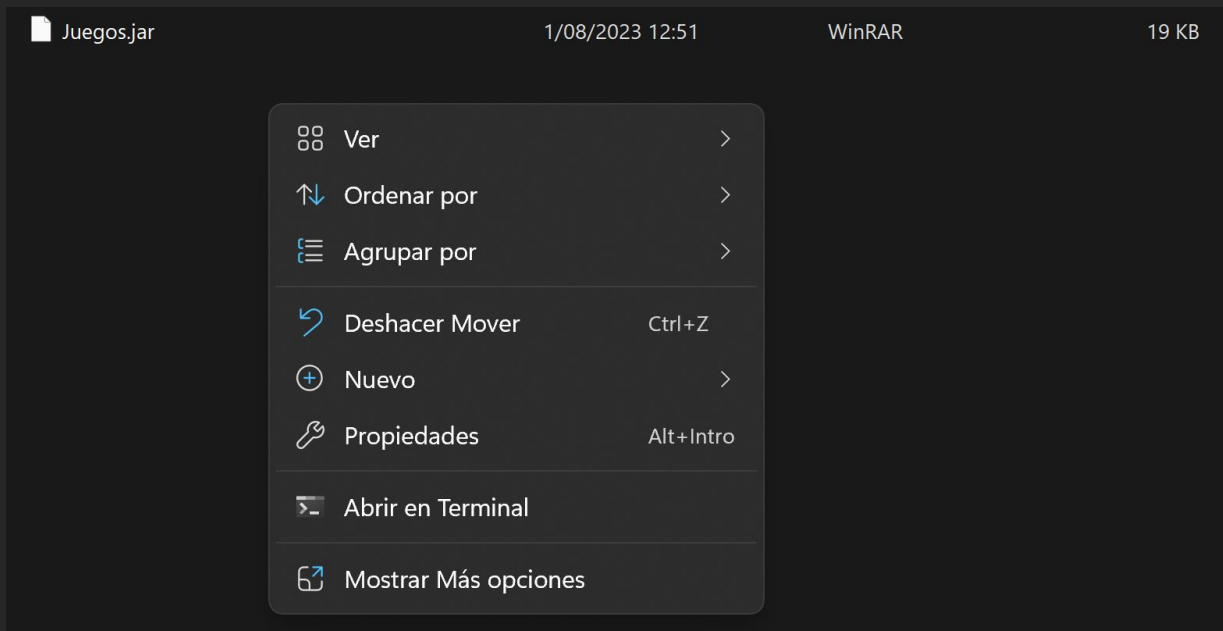 Juegos.jar 1/08/2023 12:51 WinRAR 19 KB
Ver
Ordenar por
Agrupar por
Deshacer Mover Ctrl+Z
Nuevo
Propiedades Alt+Intro
Abrir en Terminal
Mostrar Más opciones